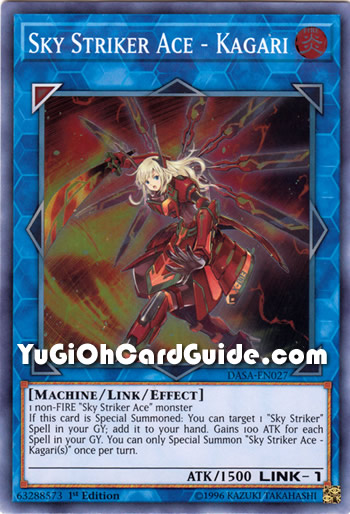 Sky Striker Ace - Kagari
炎
YuGiOhCardGuide.com
DASA-EN027
[Machine/Link/Effect]
1 non-FIRE "Sky Striker Ace" monster
If this card is Special Summoned: You can target 1 "Sky Striker"
Spell in your GY; add it to your hand. Gains 100 ATK for each
Spell in your GY. You can only Special Summon "Sky Striker Ace -
Kagari(s)" once per turn.
ATK/1500 LINK-1
63288573 1st Edition ©1996 KAZUKI TAKAHASHI